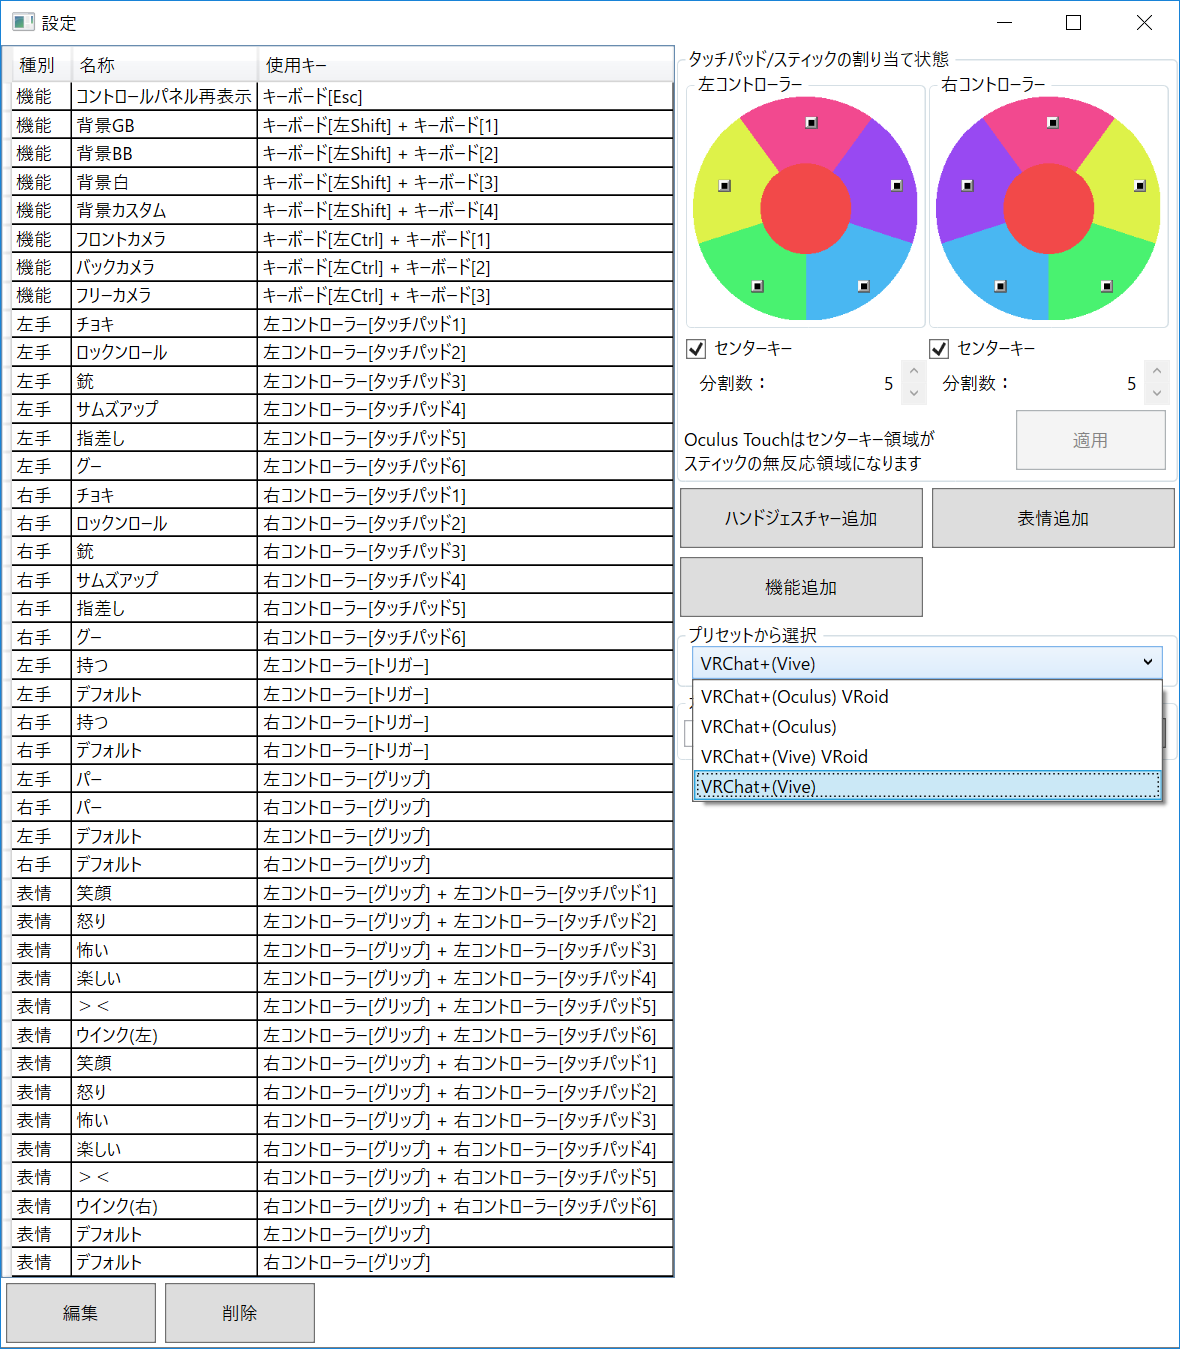 設定
種別 名称 使用キー
機能 コントロールパネル再表示 キーボード[Esc]
機能 背景GB キーボード[左Shift] + キーボード[1]
機能 背景BB キーボード[左Shift] + キーボード[2]
機能 背景白 キーボード[左Shift] + キーボード[3]
機能 背景カスタム キーボード[左Shift] + キーボード[4]
機能 フロントカメラ キーボード[左Ctrl] + キーボード[1]
機能 バックカメラ キーボード[左Ctrl] + キーボード[2]
機能 フリーカメラ キーボード[左Ctrl] + キーボード[3]
左手 チョキ 左コントローラー[タッチパッド1]
左手 ロックンロール 左コントローラー[タッチパッド2]
左手 銃 左コントローラー[タッチパッド3]
左手 サムズアップ 左コントローラー[タッチパッド4]
左手 指差し 左コントローラー[タッチパッド5]
左手 グー 左コントローラー[タッチパッド6]
右手 チョキ 右コントローラー[タッチパッド1]
右手 ロックンロール 右コントローラー[タッチパッド2]
右手 銃 右コントローラー[タッチパッド3]
右手 サムズアップ 右コントローラー[タッチパッド4]
右手 指差し 右コントローラー[タッチパッド5]
右手 グー 右コントローラー[タッチパッド6]
左手 持つ 左コントローラー[トリガー]
左手 デフォルト 左コントローラー[トリガー]
右手 持つ 右コントローラー[トリガー]
右手 デフォルト 右コントローラー[トリガー]
左手 パー 左コントローラー[グリップ]
右手 パー 右コントローラー[グリップ]
左手 デフォルト 左コントローラー[グリップ]
右手 デフォルト 右コントローラー[グリップ]
表情 笑顔 左コントローラー[グリップ] + 左コントローラー[タッチパッド1]
表情 怒り 左コントローラー[グリップ] + 左コントローラー[タッチパッド2]
表情 怖い 左コントローラー[グリップ] + 左コントローラー[タッチパッド3]
表情 楽しい 左コントローラー[グリップ] + 左コントローラー[タッチパッド4]
表情 ＞＜ 左コントローラー[グリップ] + 左コントローラー[タッチパッド5]
表情 ウインク(左) 左コントローラー[グリップ] + 左コントローラー[タッチパッド6]
表情 笑顔 右コントローラー[グリップ] + 右コントローラー[タッチパッド1]
表情 怒り 右コントローラー[グリップ] + 右コントローラー[タッチパッド2]
表情 怖い 右コントローラー[グリップ] + 右コントローラー[タッチパッド3]
表情 楽しい 右コントローラー[グリップ] + 右コントローラー[タッチパッド4]
表情 ＞＜ 右コントローラー[グリップ] + 右コントローラー[タッチパッド5]
表情 ウインク(右) 右コントローラー[グリップ] + 右コントローラー[タッチパッド6]
表情 デフォルト 左コントローラー[グリップ]
表情 デフォルト 右コントローラー[グリップ]
編集 削除
タッチパッド/スティックの割り当て状態
左コントローラー 右コントローラー
センターキー センターキー
分割数： 5 分割数： 5
Oculus Touchはセンターキー領域が
スティックの無反応領域になります
適用
ハンドジェスチャー追加 表情追加
機能追加
プリセットから選択
VRChat+(Vive)
VRChat+(Oculus) VRoid
VRChat+(Oculus)
VRChat+(Vive) VRoid
VRChat+(Vive)